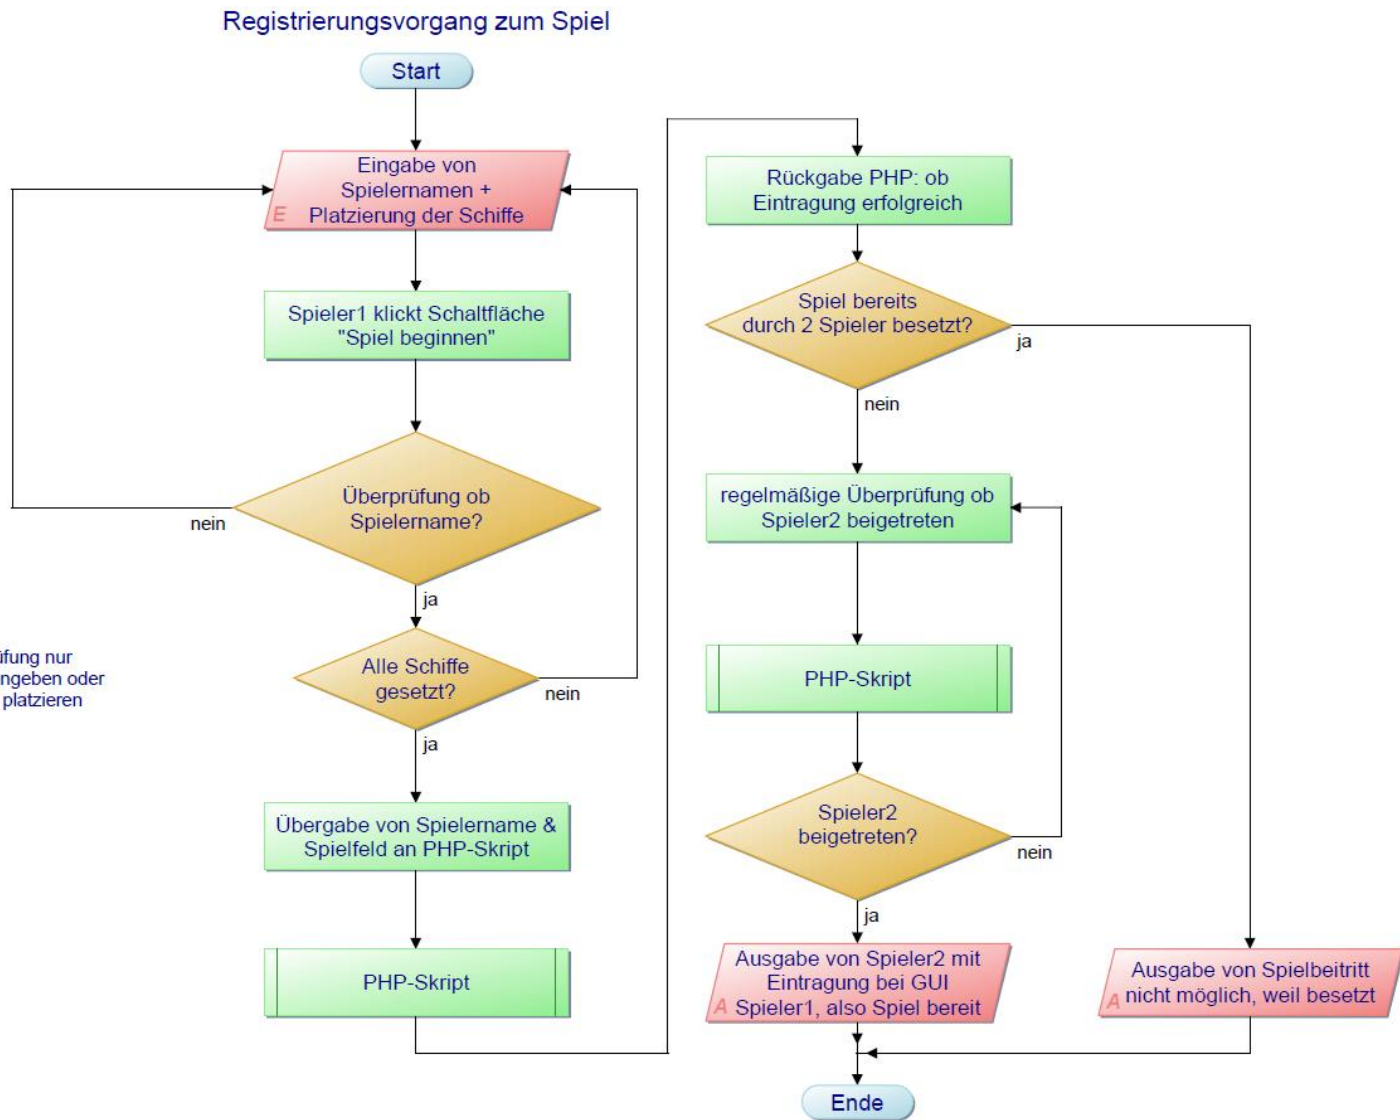 Registrierungsvorgang zum Spiel
Start
Eingabe von
Spielernamen +
Platzierung der Schiffe
E
Spieler1 klickt Schaltfläche
"Spiel beginnen"
Überprüfung ob
Spielername?
nein
ja
Alle Schiffe
gesetzt?
nein
ja
nur
oder
platzieren
Übergabe von Spielername &
Spielfeld an PHP-Skript
PHP-Skript
Rückgabe PHP: ob
Eintragung erfolgreich
Spiel bereits
durch 2 Spieler besetzt?
ja
nein
regelmäßige Überprüfung ob
Spieler2 beigetreten
PHP-Skript
Spieler2
beigetreten?
nein
ja
Ausgabe von Spieler2 mit
Eintragung bei GUI
Spieler1, also Spiel bereit
A
Ausgabe von Spielbeitritt
nicht möglich, weil besetzt
A
Ende